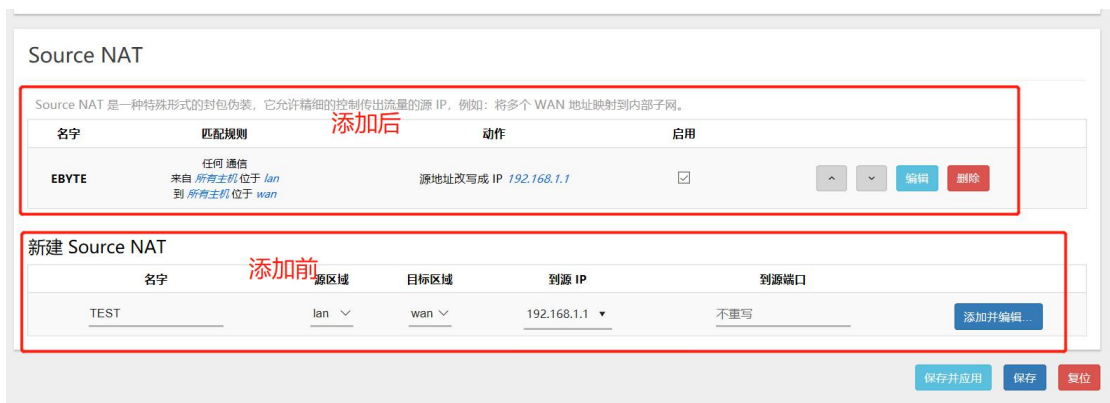 Source NAT
Source NAT 是一种特殊形式的封包伪装，它允许精细的控制传出流量的源 IP，例如：将多个 WAN 地址映射到内部子网。
添加后
名字 匹配规则 动作 启用
任何 通信
EBYTE 来自 所有主机 位于 lan 源地址改写成 IP 192.168.1.1 编辑 删除
到 所有主机 位于 wan
新建 Source NAT
添加前
名字 源区域 目标区域 到源 IP 到源端口
TEST lan wan 192.168.1.1 不重写 添加并编辑...
保存并应用 保存 复位